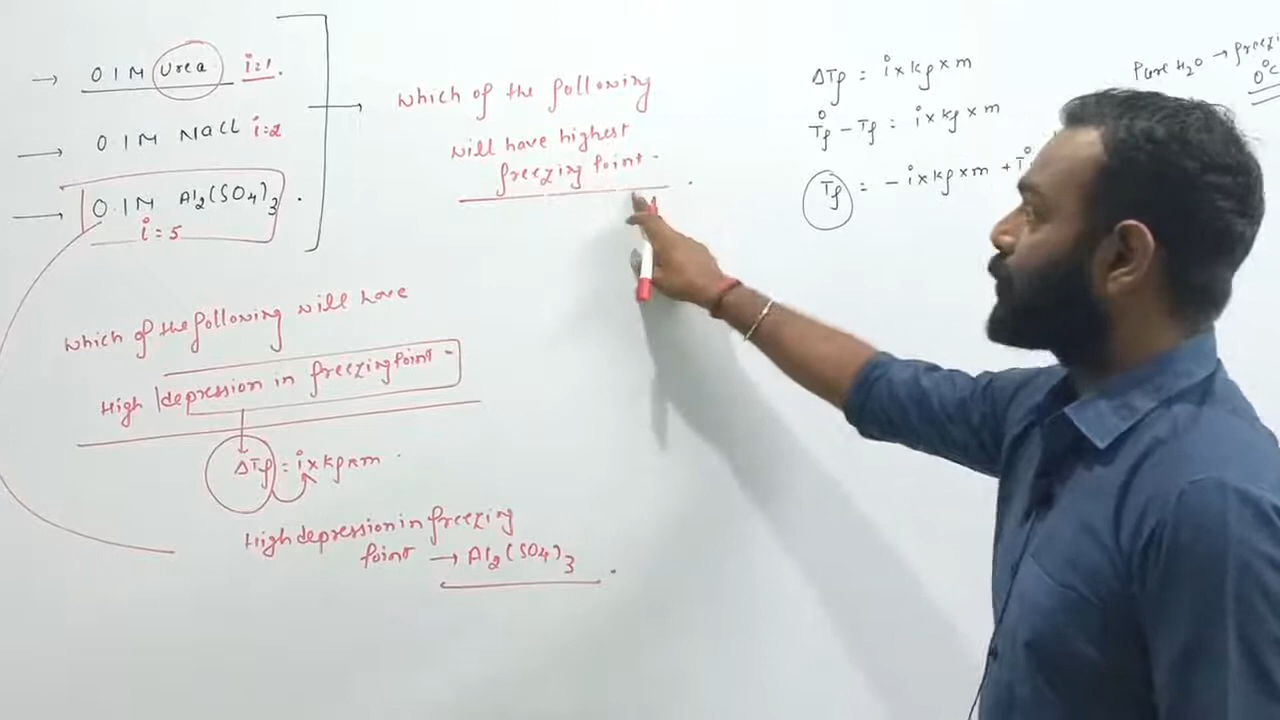 0.1 M Urea i=1.
0.1 M NaCl i=2
0.1 M Al2(SO4)3.
i = 5
Which of the following
will have highest
freezing point.
ΔTf = i x Kf x m
T°f - Tf = i x Kf x m
Tf = - i x Kf x m + T°
Pure H2O → freezi
0°C
Which of the following will have
High depression in freezing point.
ΔTf = i x Kf x m.
High depression in freezing
point → Al2(SO4)3.